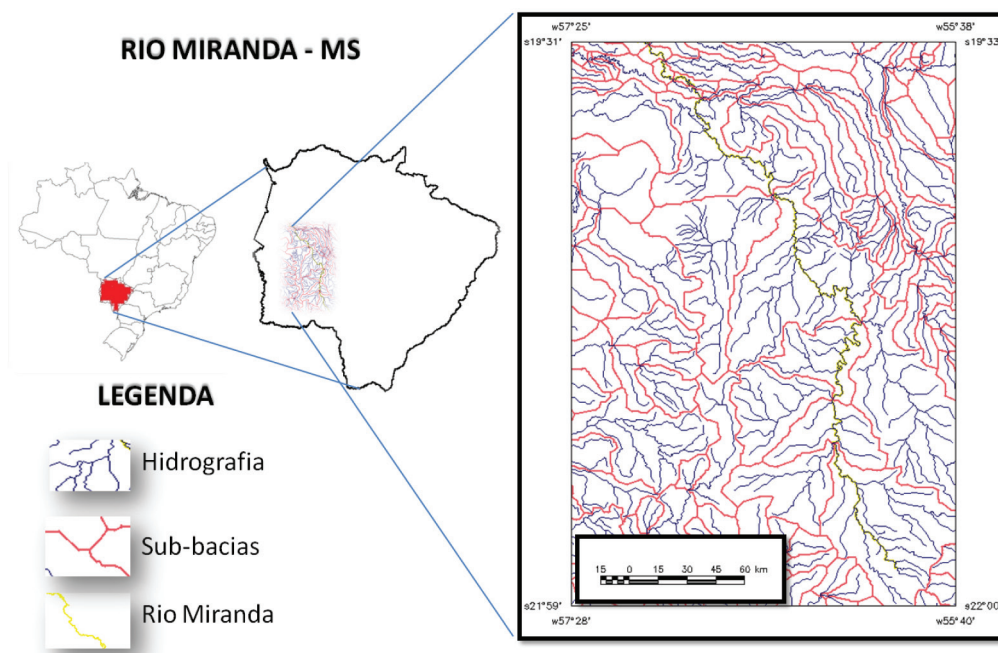 RIO MIRANDA - MS
LEGENDA
Hidrografia
Sub-bacias
Rio Miranda
w57°25'
w55°38'
s19°31'
s19°33'
15 0 15 30 45 60 km
s21°59'
s22°00'
w57°28'
w55°40'